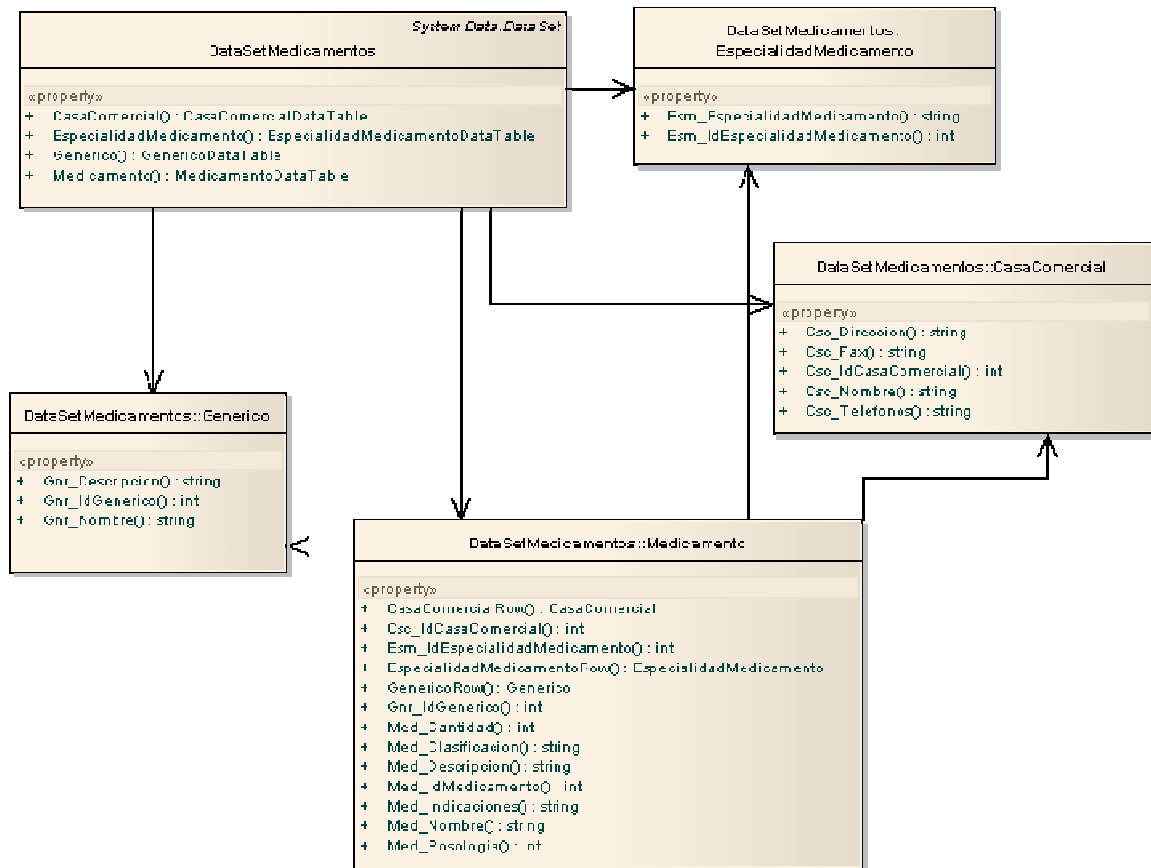 System.Data.DataSet
DataSetMedicamentos
«property»
+ CasaComercial() : CasaComercialDataTable
+ EspecialidadMedicamento() : EspecialidadMedicamentoDataTable
+ Generico() : GenericoDataTable
+ Medicamento() : MedicamentoDataTable
DataSetMedicamentos::
EspecialidadMedicamento
«property»
+ Esm_EspecialidadMedicamento() : string
+ Esm_IdEspecialidadMedicamento() : int
DataSetMedicamentos::CasaComercial
«property»
+ Csc_Direccion() : string
+ Csc_Fax() : string
+ Csc_IdCasaComercial() : int
+ Csc_Nombre() : string
+ Csc_Telefonos() : string
DataSetMedicamentos::Generico
«property»
+ Gnr_Descripcion() : string
+ Gnr_IdGenerico() : int
+ Gnr_Nombre() : string
DataSetMedicamentos::Medicamento
«property»
+ CasaComercialRow() : CasaComercial
+ Csc_IdCasaComercial() : int
+ Esm_IdEspecialidadMedicamento() : int
+ EspecialidadMedicamentoRow() : EspecialidadMedicamento
+ GenericoRow() : Generico
+ Gnr_IdGenerico() : int
+ Med_Cantidad() : int
+ Med_Clasificacion() : string
+ Med_Descripcion() : string
+ Med_IdMedicamento() : int
+ Med_Indicaciones() : string
+ Med_Nombre() : string
+ Med_Posologia() : int